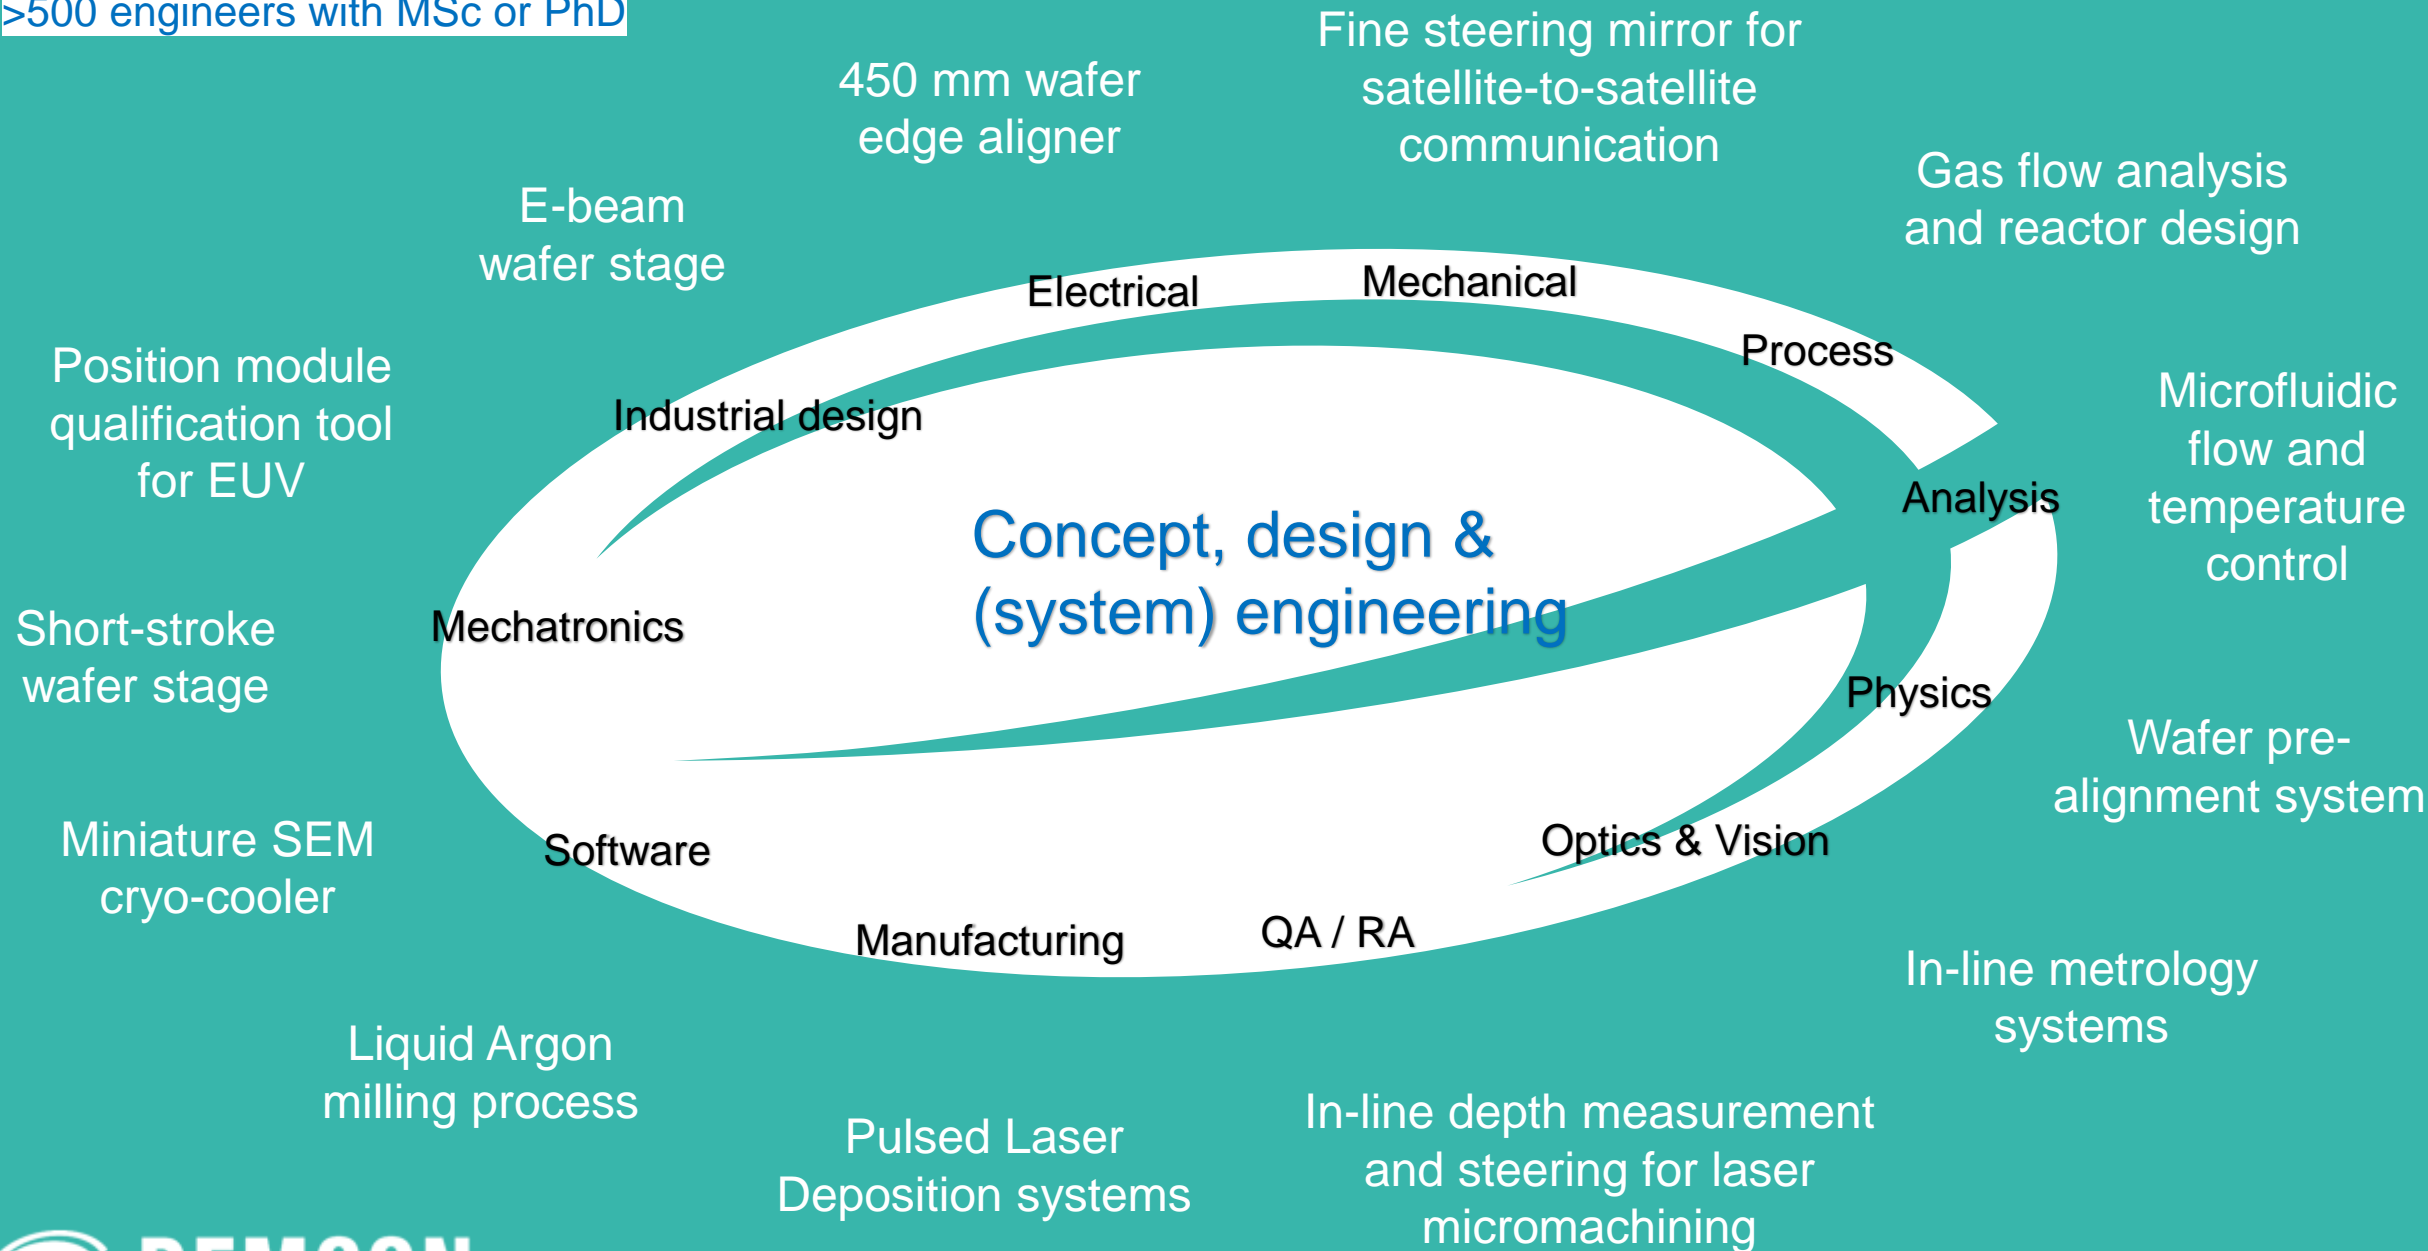 >500 engineers with MSc or PhD
Fine steering mirror for
satellite-to-satellite
communication
450 mm wafer
edge aligner
Gas flow analysis
and reactor design
E-beam
wafer stage
Electrical
Mechanical
Process
Position module
qualification tool
for EUV
Industrial design
Microfluidic
flow and
temperature
control
Analysis
Concept, design &
(system) engineering
Short-stroke
wafer stage
Mechatronics
Physics
Wafer pre-
alignment system
Miniature SEM
cryo-cooler
Software
Optics & Vision
Manufacturing
QA / RA
In-line metrology
systems
Liquid Argon
milling process
Pulsed Laser
Deposition systems
In-line depth measurement
and steering for laser
micromachining
DEMCON